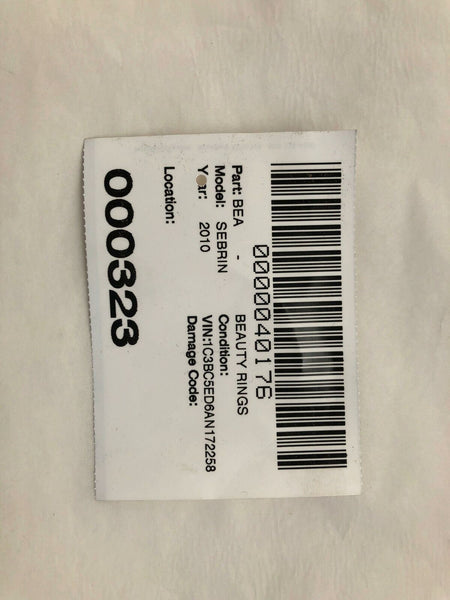 0000040176
Part: BEA - BEAUTY RINGS
Model: SEBRIN Condition:
Year: 2010 VIN:1C3BC5ED6AN172258
Damage Code:
Location:
000323